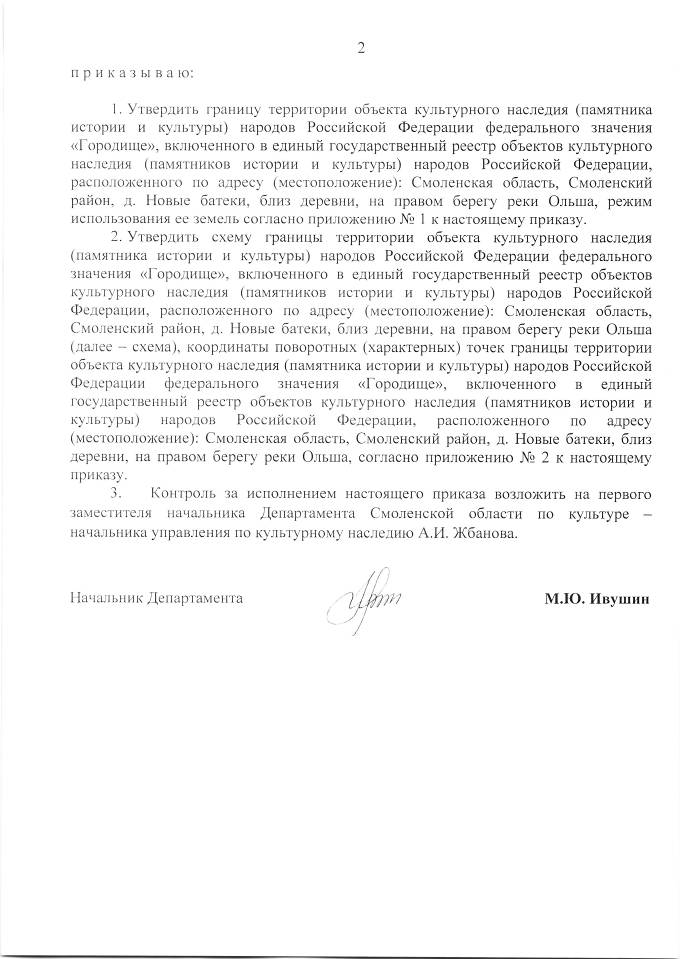 2
п р и к а з ы в а ю:
1. Утвердить границу территории объекта культурного наследия (памятника
истории и культуры) народов Российской Федерации федерального значения
«Городище», включенного в единый государственный реестр объектов культурного
наследия (памятников истории и культуры) народов Российской Федерации,
расположенного по адресу (местоположение): Смоленская область, Смоленский
район, д. Новые батеки, близ деревни, на правом берегу реки Ольша, режим
использования ее земель согласно приложению № 1 к настоящему приказу.
2. Утвердить схему границы территории объекта культурного наследия
(памятника истории и культуры) народов Российской Федерации федерального
значения «Городище», включенного в единый государственный реестр объектов
культурного наследия (памятников истории и культуры) народов Российской
Федерации, расположенного по адресу (местоположение): Смоленская область,
Смоленский район, д. Новые батеки, близ деревни, на правом берегу реки Ольша
(далее – схема), координаты поворотных (характерных) точек границы территории
объекта культурного наследия (памятника истории и культуры) народов Российской
Федерации федерального значения «Городище», включенного в единый
государственный реестр объектов культурного наследия (памятников истории и
культуры) народов Российской Федерации, расположенного по адресу
(местоположение): Смоленская область, Смоленский район, д. Новые батеки, близ
деревни, на правом берегу реки Ольша, согласно приложению № 2 к настоящему
приказу.
3. Контроль за исполнением настоящего приказа возложить на первого
заместителя начальника Департамента Смоленской области по культуре –
начальника управления по культурному наследию А.И. Жбанова.
Начальник Департамента М.Ю. Ивушин